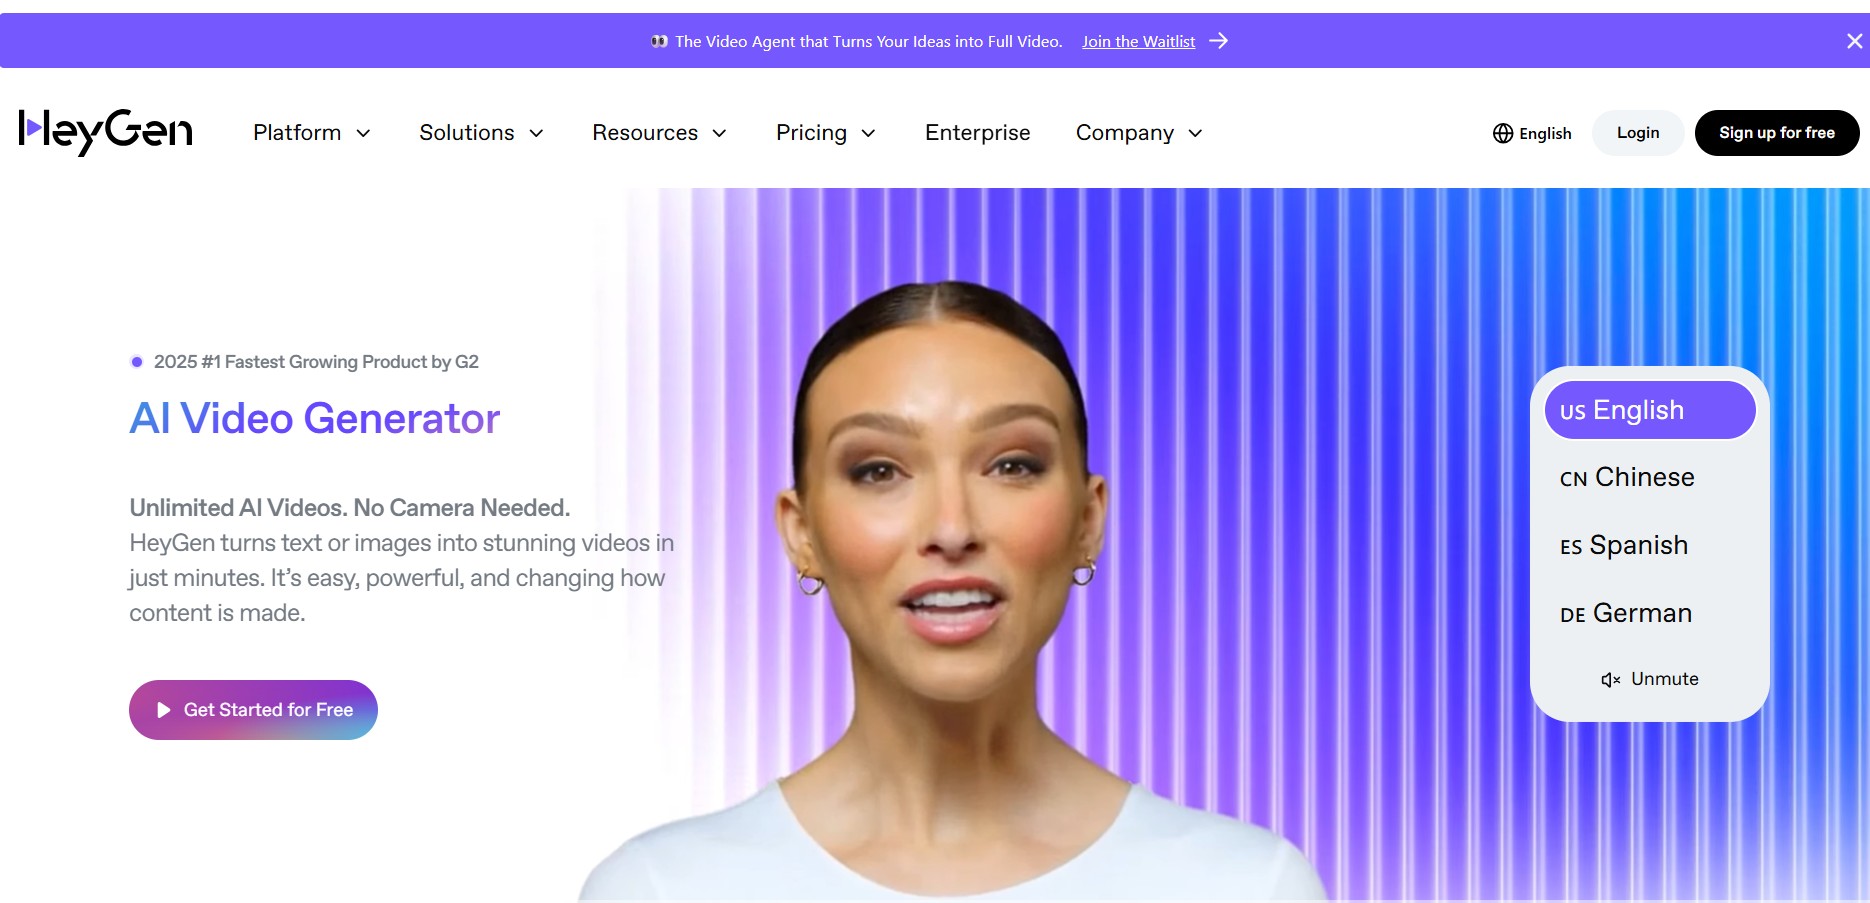 The Video Agent that Turns Your Ideas into Full Video. Join the Waitlist
HeyGen
Platform
Solutions
Resources
Pricing
Enterprise
Company
English
Login
Sign up for free
2025 #1 Fastest Growing Product by G2
AI Video Generator
Unlimited AI Videos. No Camera Needed.
HeyGen turns text or images into stunning videos in
just minutes. It’s easy, powerful, and changing how
content is made.
Get Started for Free
US English
CN Chinese
ES Spanish
DE German
Unmute